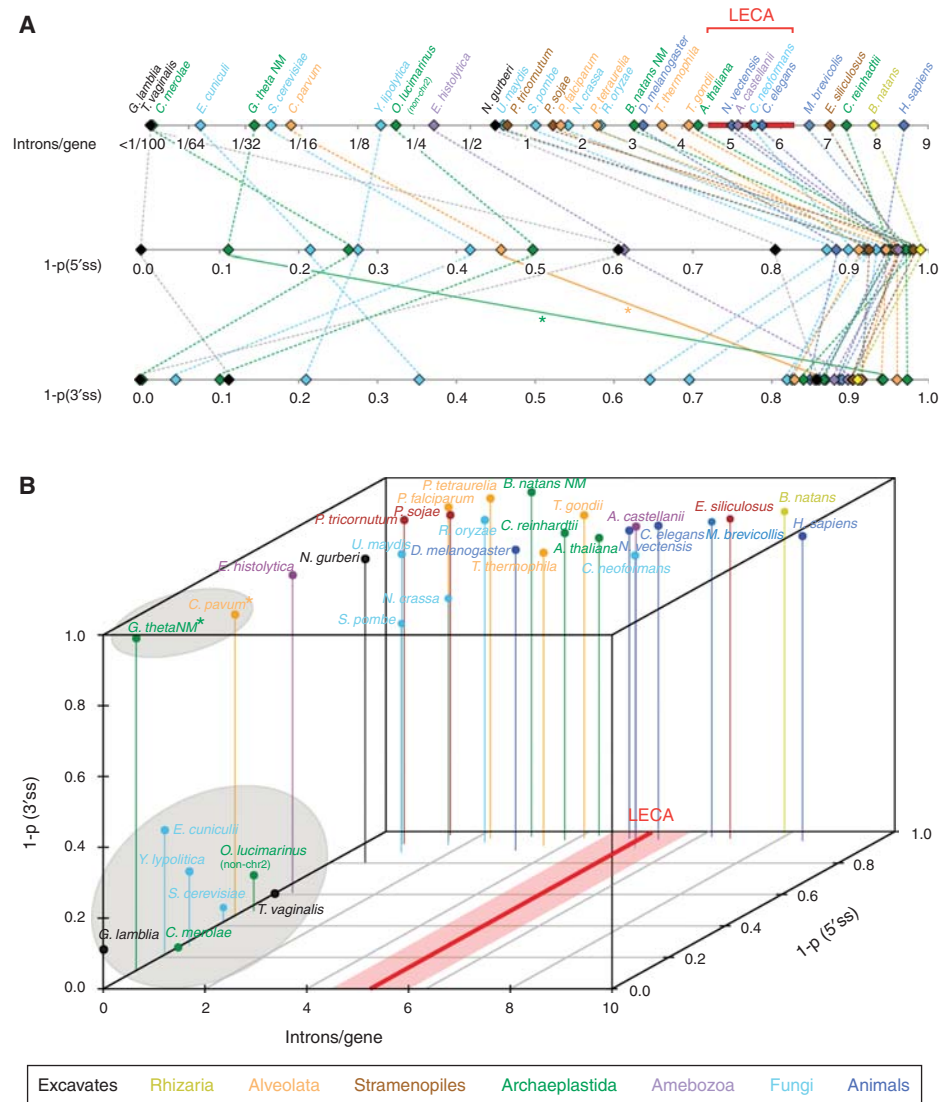 A
LECA
G. lamblia
T. vaginalis
C. merolae
E. cuniculi
G. theta NM
S. cerevisiae
C. parvum
Y. lipolytica
O. lucimarinus
(non-chr2)
E. histolytica
N. gurberi
U. maydis
P. tricornutum
S. pombe
P. sojae
P. falciparum
N. crassa
P. tetraurelia
R. oryzae
B. natans NM
D. melanogaster
T. thermophila
T. gondii
A. thaliana
N. vectensis
A. castellanii
C. neoformans
C. elegans
M. brevicolis
E. siliculosus
C. reinhadtii
B. natans
H. sapiens
Introns/gene <1/100 1/64 1/32 1/16 1/8 1/4 1/2 1 2 3 4 5 6 7 8 9
1-p(5′ss) 0.0 0.1 0.2 0.3 0.4 0.5 0.6 0.7 0.8 0.9 1.0
* *
1-p(3′ss) 0.0 0.1 0.2 0.3 0.4 0.5 0.6 0.7 0.8 0.9 1.0
B
P. tetraurelia
B. natans NM
P. falciparum
P. tricornutum
P. sojae
T. gondii
E. siliculosus
B. natans
R. oryzae
C. reinhardtii
A. castellanii
H. sapiens
C. elegans
M. brevicollis
U. maydis
D. melanogaster
A. thaliana
N. vectensis
N. gurberi
T. thermophila
C. neoformans
E. histolytica
N. crassa
C. pavum*
S. pombe
G. thetaNM*
E. cuniculii
Y. lypolitica
O. lucimarinus
(non-chr2)
S. cerevisiae
T. vaginalis
G. lamblia
C. merolae
LECA
1-p (3′ss)
1.0
0.8
0.6
0.4
0.2
0.0
0 2 4 6 8 10
Introns/gene
0.0
0.2
0.4
0.6
0.8
1.0
1-p (5′ss)
Excavates Rhizaria Alveolata Stramenopiles Archaeplastida Amebozoa Fungi Animals